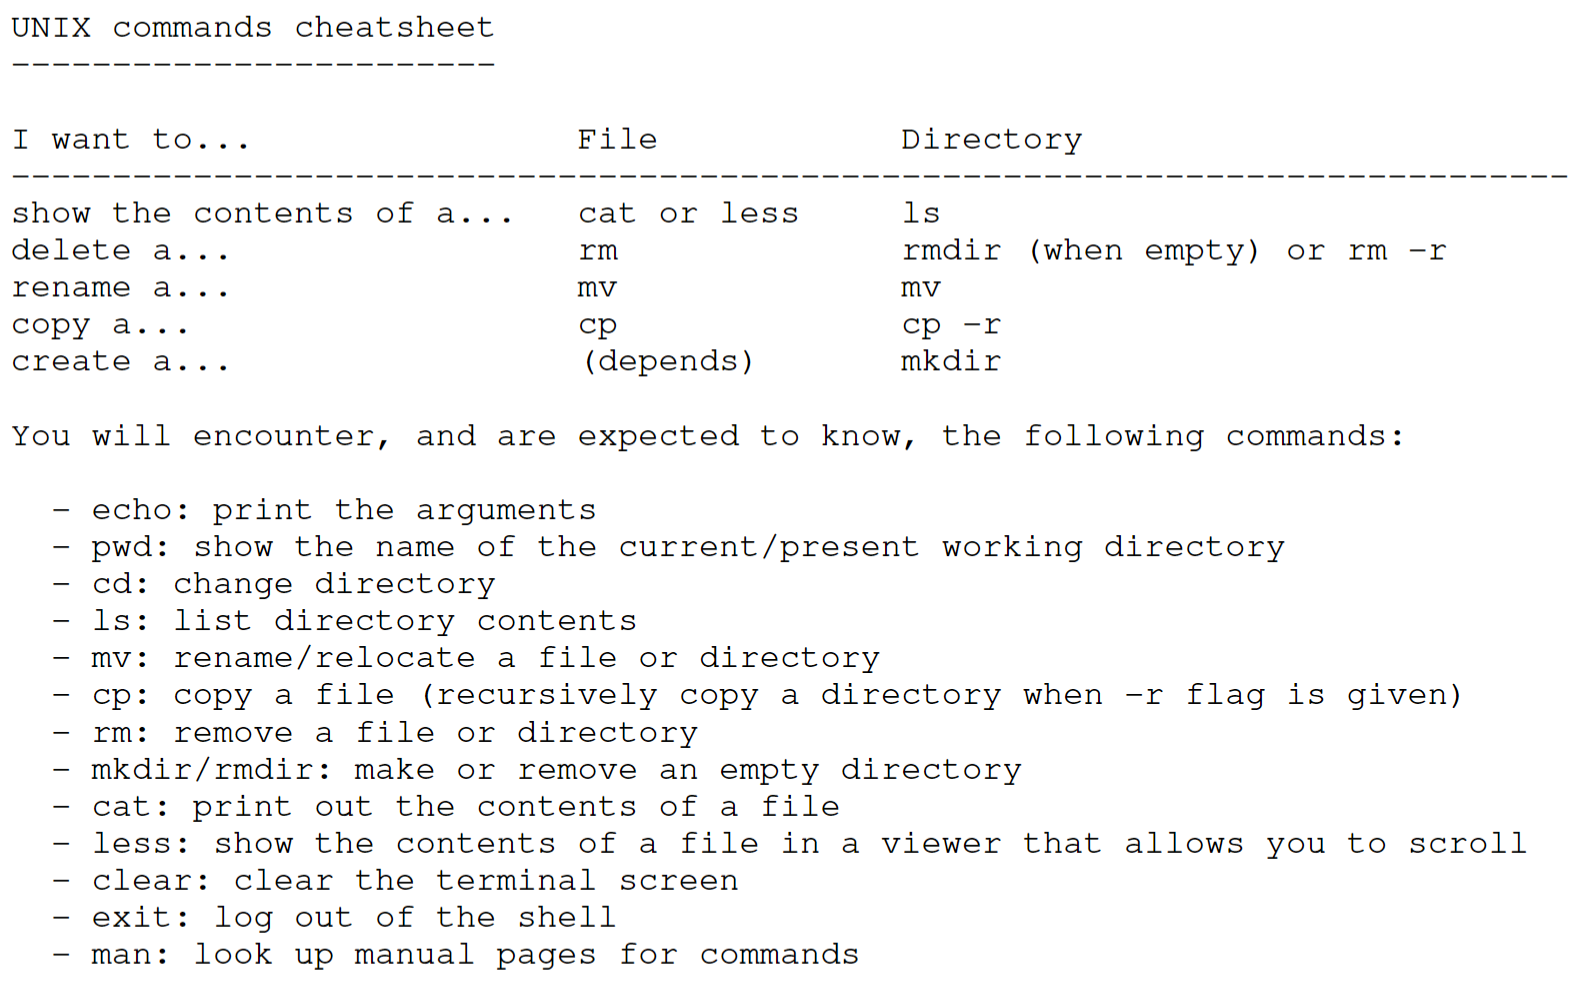 UNIX commands cheatsheet
------------------------
I want to... File Directory
-----------------------------------------------------------------------------
show the contents of a... cat or less ls
delete a... rm rmdir (when empty) or rm -r
rename a... mv mv
copy a... cp cp -r
create a... (depends) mkdir
You will encounter, and are expected to know, the following commands:
- echo: print the arguments
- pwd: show the name of the current/present working directory
- cd: change directory
- ls: list directory contents
- mv: rename/relocate a file or directory
- cp: copy a file (recursively copy a directory when -r flag is given)
- rm: remove a file or directory
- mkdir/rmdir: make or remove an empty directory
- cat: print out the contents of a file
- less: show the contents of a file in a viewer that allows you to scroll
- clear: clear the terminal screen
- exit: log out of the shell
- man: look up manual pages for commands